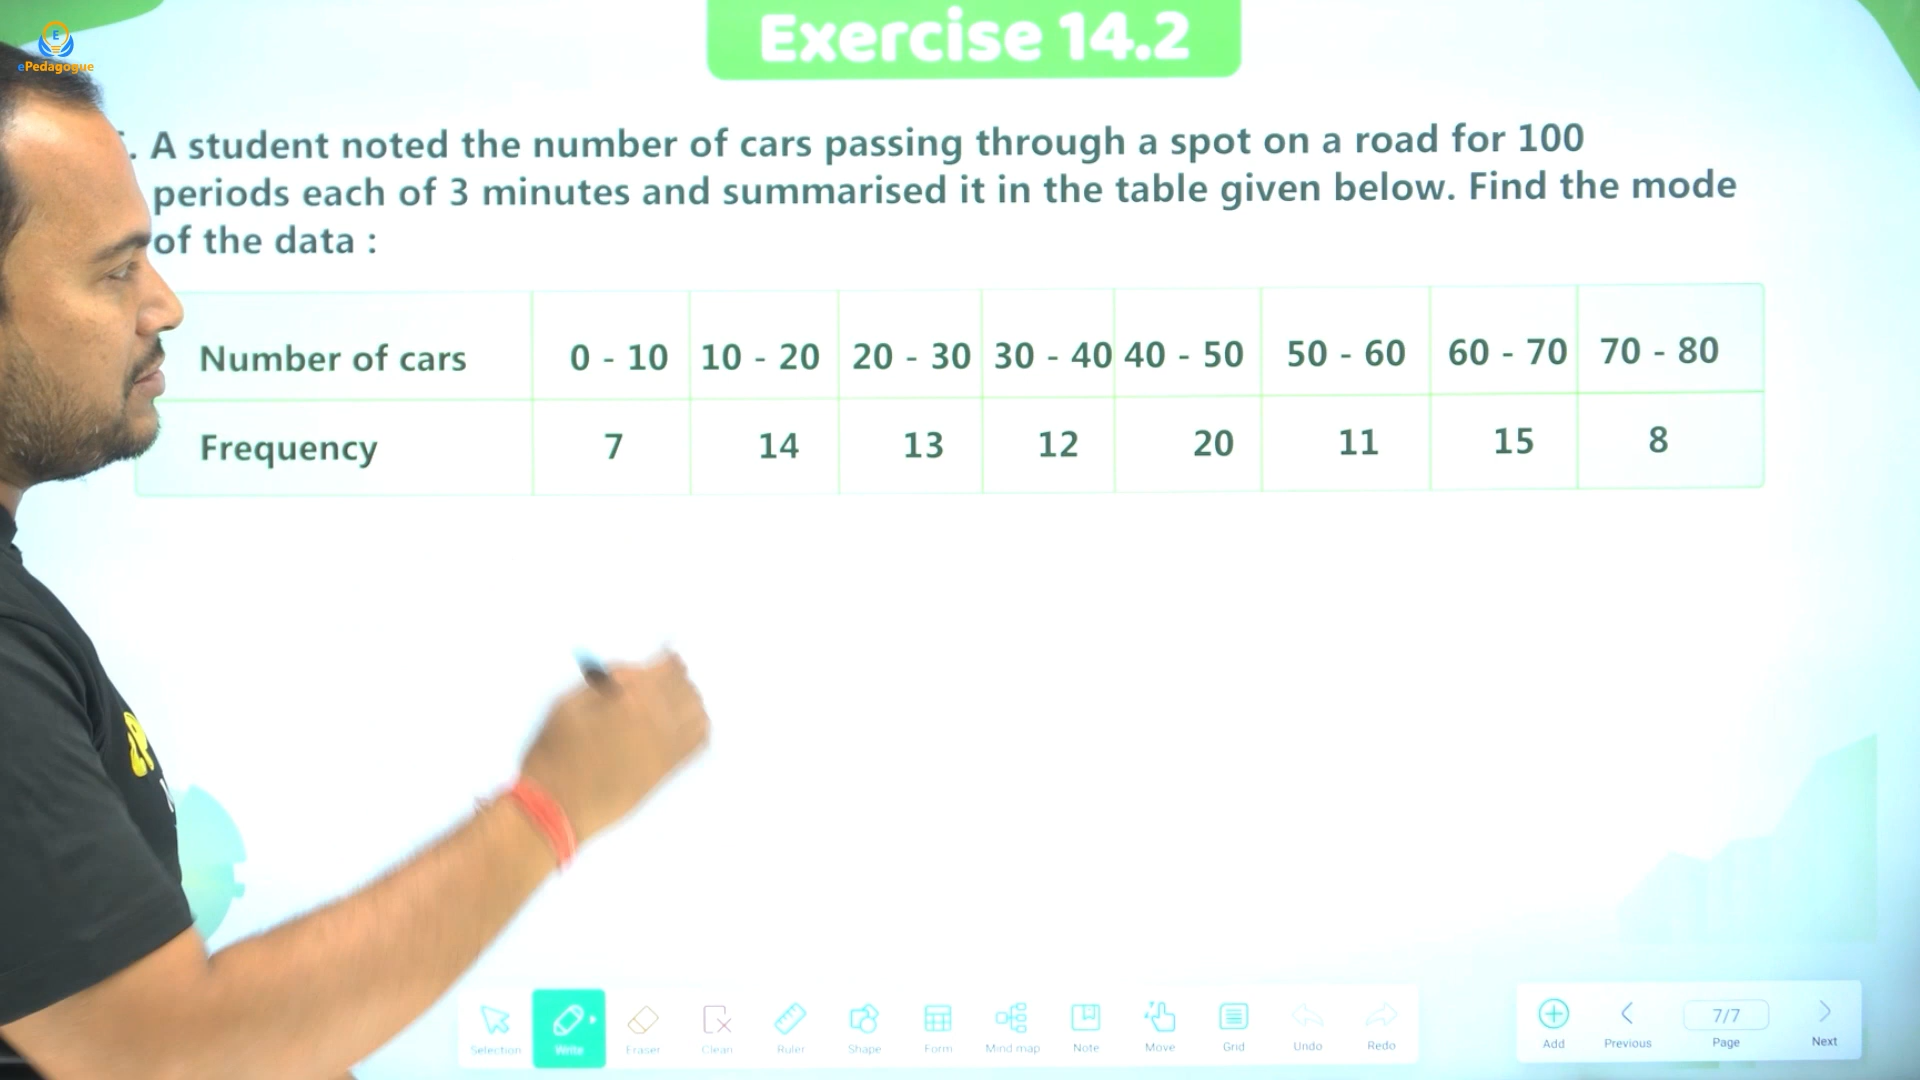 E
ePedagogue
Exercise 14.2
. A student noted the number of cars passing through a spot on a road for 100
periods each of 3 minutes and summarised it in the table given below. Find the mode
of the data :
Number of cars 0 - 10 10 - 20 20 - 30 30 - 40 40 - 50 50 - 60 60 - 70 70 - 80
Frequency 7 14 13 12 20 11 15 8
Selection Write Eraser Clean Ruler Shape Form Mind map Note Move Grid Undo Redo
Add Previous 7/7 Page Next